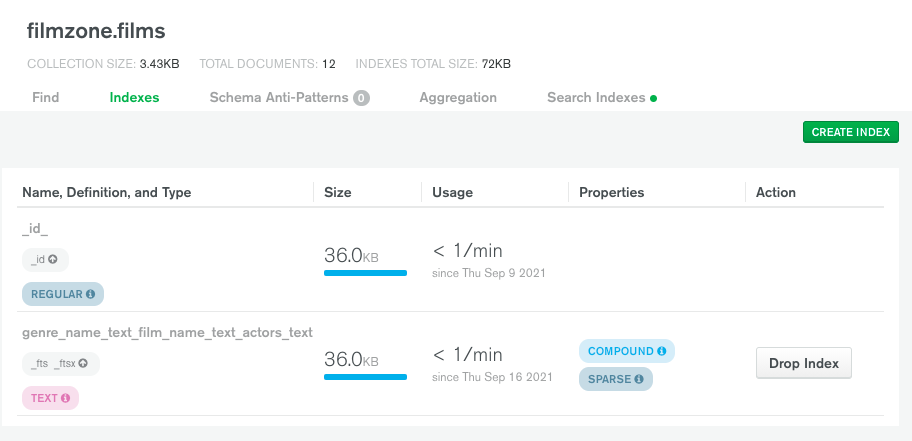 filmzone.films
COLLECTION SIZE: 3.43KB TOTAL DOCUMENTS: 12 INDEXES TOTAL SIZE: 72KB
Find Indexes Schema Anti-Patterns 0 Aggregation Search Indexes
CREATE INDEX
Name, Definition, and Type Size Usage Properties Action
_id_
_id
REGULAR
36.0KB
< 1/min
since Thu Sep 9 2021
genre_name_text_film_name_text_actors_text
_fts _ftsx
TEXT
36.0KB
< 1/min
since Thu Sep 16 2021
COMPOUND
SPARSE
Drop Index